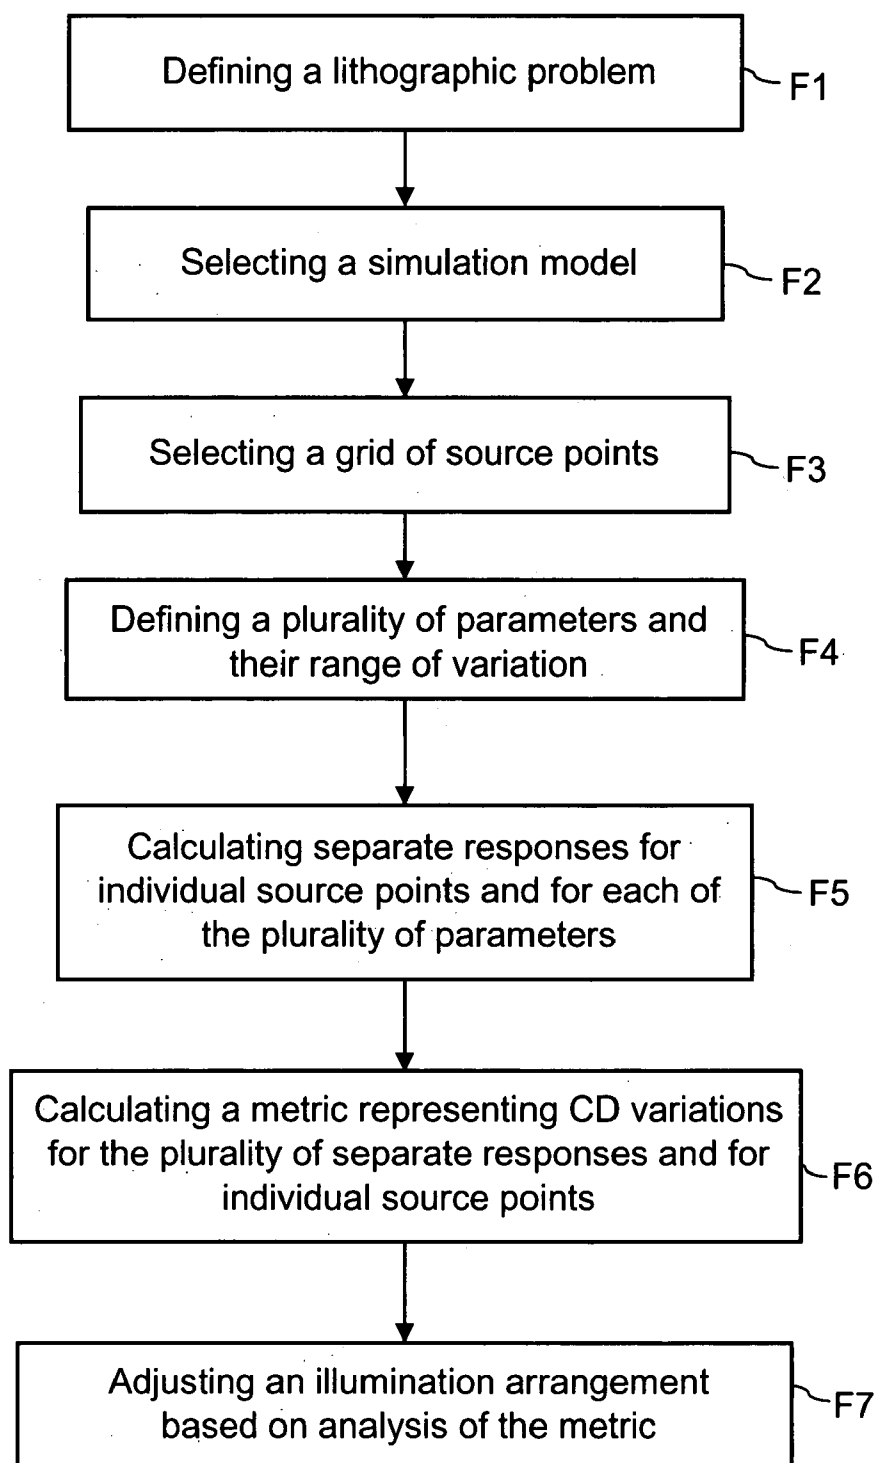 Defining a lithographic problem
F1
Selecting a simulation model
F2
Selecting a grid of source points
F3
Defining a plurality of parameters and
their range of variation
F4
Calculating separate responses for
individual source points and for each of
the plurality of parameters
F5
Calculating a metric representing CD variations
for the plurality of separate responses and for
individual source points
F6
Adjusting an illumination arrangement
based on analysis of the metric
F7